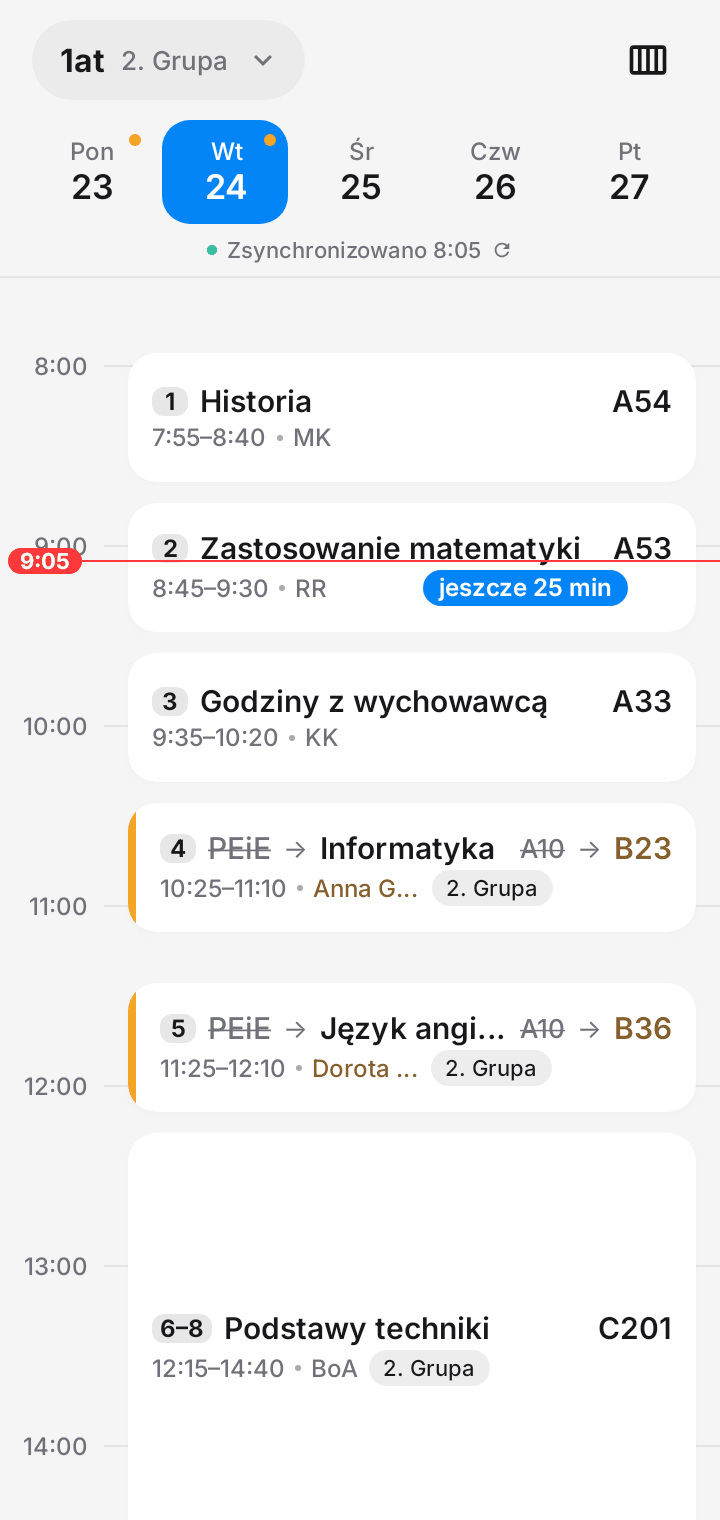 1at 2. Grupa
Pon Wt Śr Czw Pt
23 24 25 26 27
Zsynchronizowano 8:05
8:00
1 Historia A54
7:55–8:40 • MK
9:00
9:05
2 Zastosowanie matematyki A53
8:45–9:30 • RR jeszcze 25 min
3 Godziny z wychowawcą A33
10:00
9:35–10:20 • KK
4 PEiE → Informatyka A10 → B23
10:25–11:10 • Anna G... 2. Grupa
11:00
5 PEiE → Język angi... A10 → B36
11:25–12:10 • Dorota ... 2. Grupa
12:00
13:00
6–8 Podstawy techniki C201
12:15–14:40 • BoA 2. Grupa
14:00